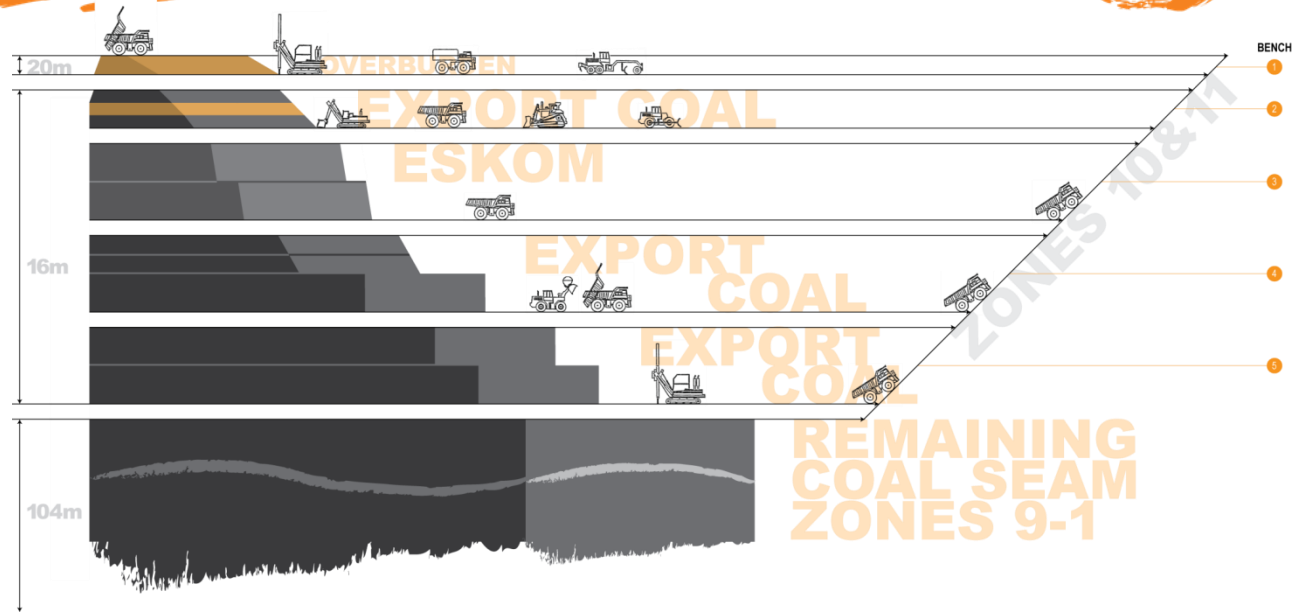 BENCH
20m
OVERBURDEN
1
EXPORT COAL
2
ESKOM
ZONES 10&11
3
16m
EXPORT
COAL
4
EXPORT
COAL
5
REMAINING
COAL SEAM
ZONES 9-1
104m